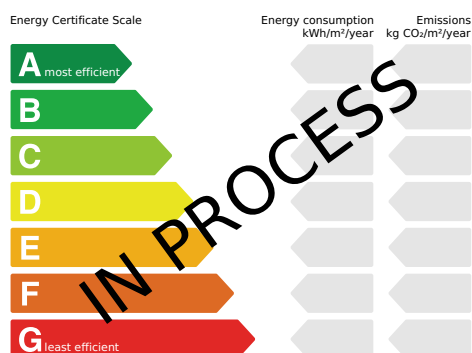 Energy Certificate Scale
Energy consumption
kWh/m²/year
Emissions
kg CO₂/m²/year
A most efficient
B
C
D
E
F
G least efficient
IN PROCESS